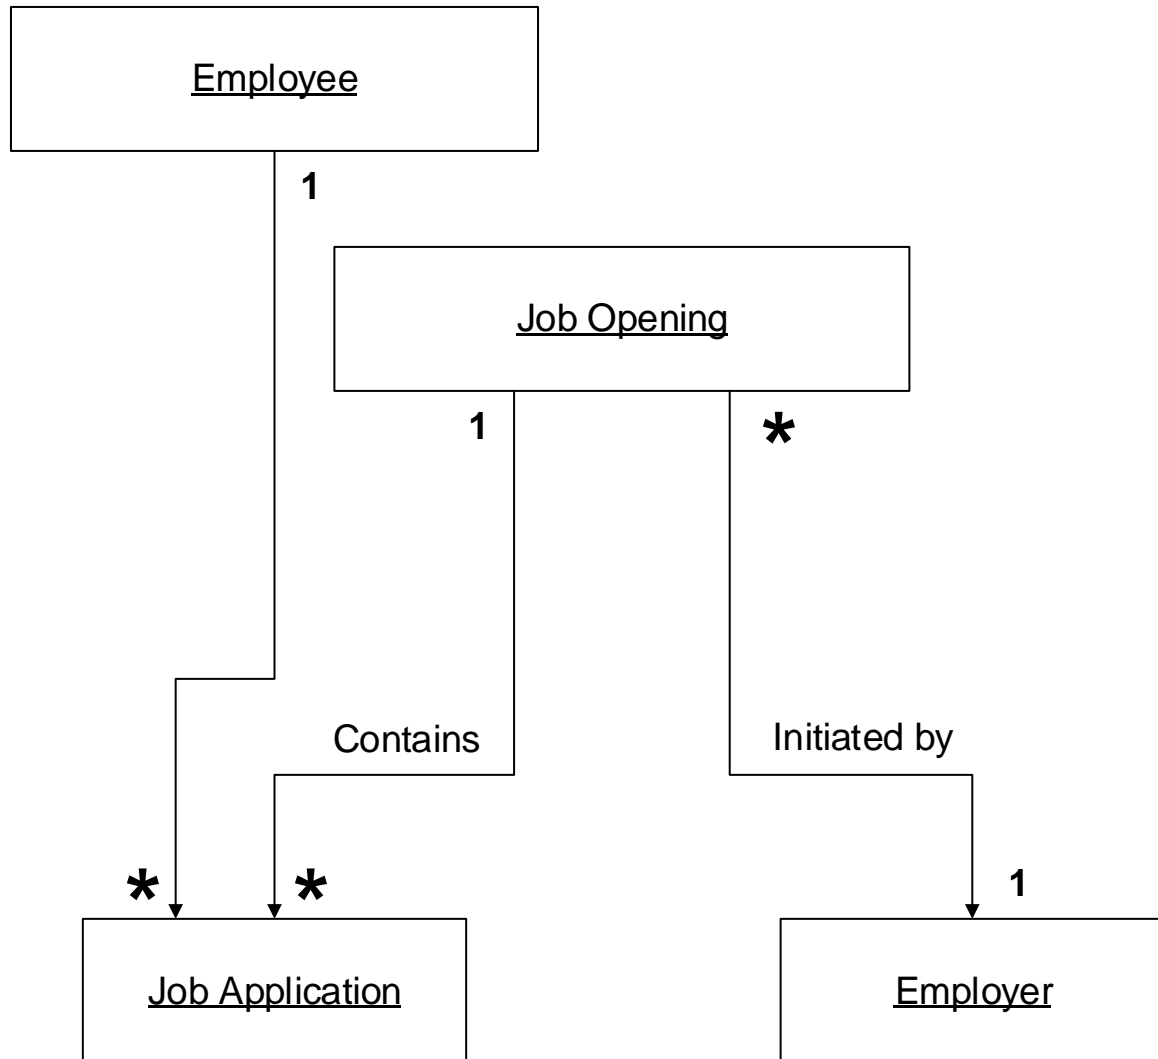 Employee
1
Job Opening
1
*
Contains
Initiated by
*
*
1
Job Application
Employer